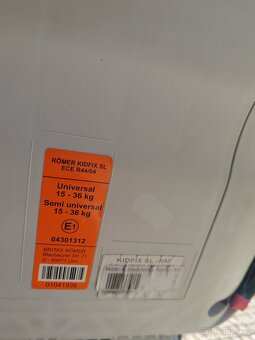 RÖMER KIDFIX SL
ECE R44/04
Universal
15 - 36 kg
Semi universal
15 - 36 kg
E1
04301312
BRITAX RÖMER
Blaubeurer Str. 71
D - 89077 Ulm
01041936
KIDFIX SL